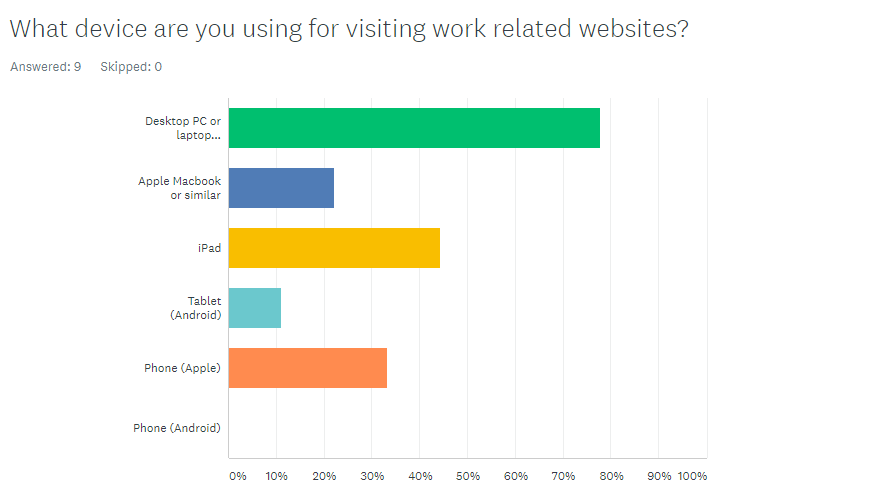 What device are you using for visiting work related websites?
Answered: 9 Skipped: 0
Desktop PC or
laptop...
Apple Macbook
or similar
iPad
Tablet
(Android)
Phone (Apple)
Phone (Android)
0% 10% 20% 30% 40% 50% 60% 70% 80% 90% 100%